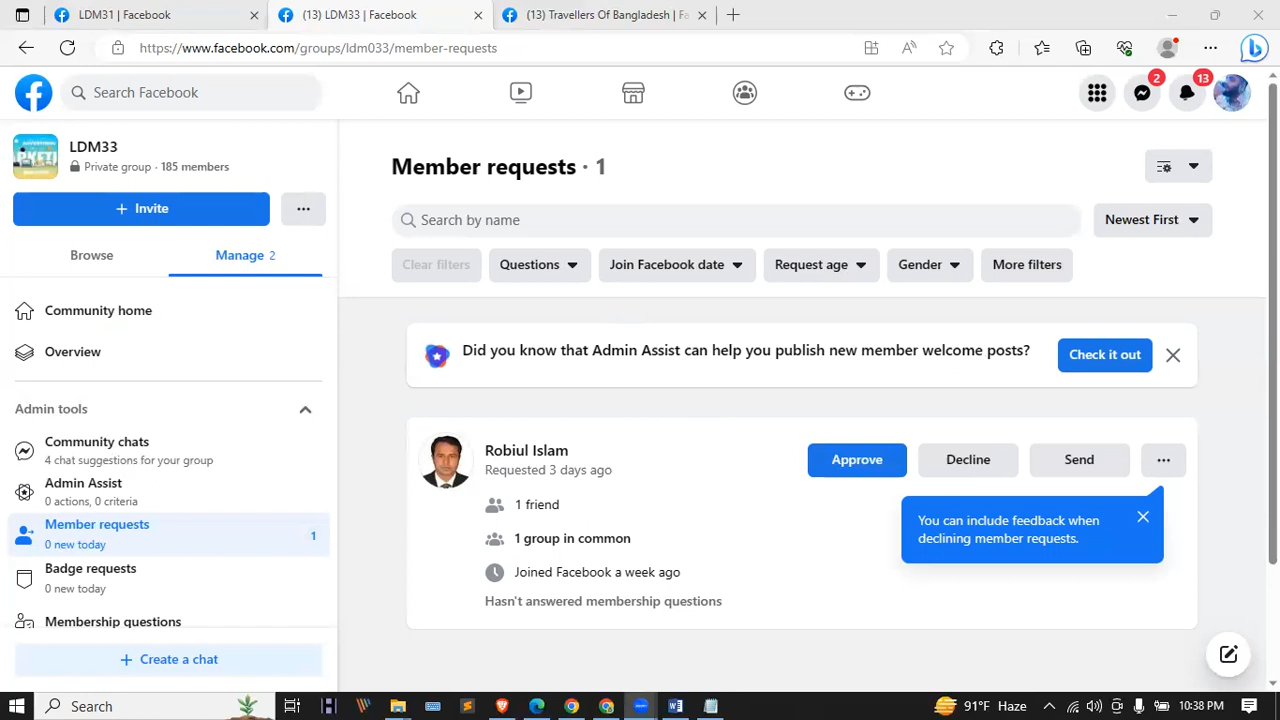 LDM31 | Facebook
(13) LDM33 | Facebook
(13) Travellers Of Bangladesh | Fa
https://www.facebook.com/groups/ldm033/member-requests
Search Facebook
2
13
LDM33
Private group · 185 members
+ Invite
Browse
Manage 2
Community home
Overview
Admin tools
Community chats
4 chat suggestions for your group
Admin Assist
0 actions, 0 criteria
Member requests
0 new today
1
Badge requests
0 new today
Membership questions
+ Create a chat
Member requests · 1
Search by name
Newest First
Clear filters
Questions
Join Facebook date
Request age
Gender
More filters
Did you know that Admin Assist can help you publish new member welcome posts?
Check it out
Robiul Islam
Requested 3 days ago
Approve
Decline
Send
1 friend
1 group in common
Joined Facebook a week ago
Hasn't answered membership questions
You can include feedback when
declining member requests.
Search
91°F Haze
10:38 PM